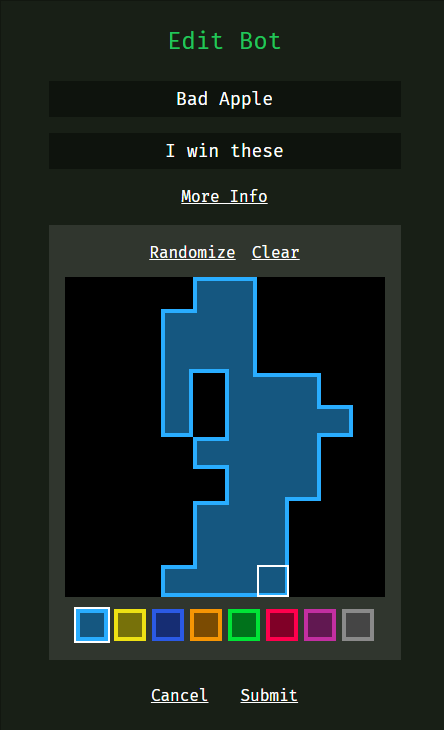 Edit Bot
Bad Apple
I win these
More Info
Randomize Clear
Cancel Submit